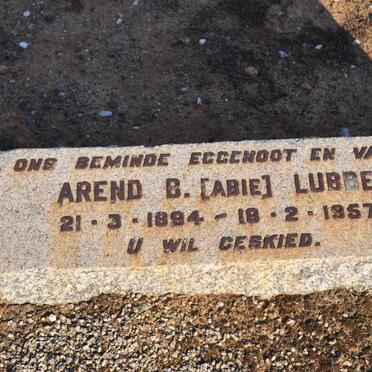 ONS BEMINDE EGGENOOT EN VA
AREND B. [ABIE] LUBBE
21 · 3 · 1894 - 18 · 2 · 1957
U WIL GESKIED.